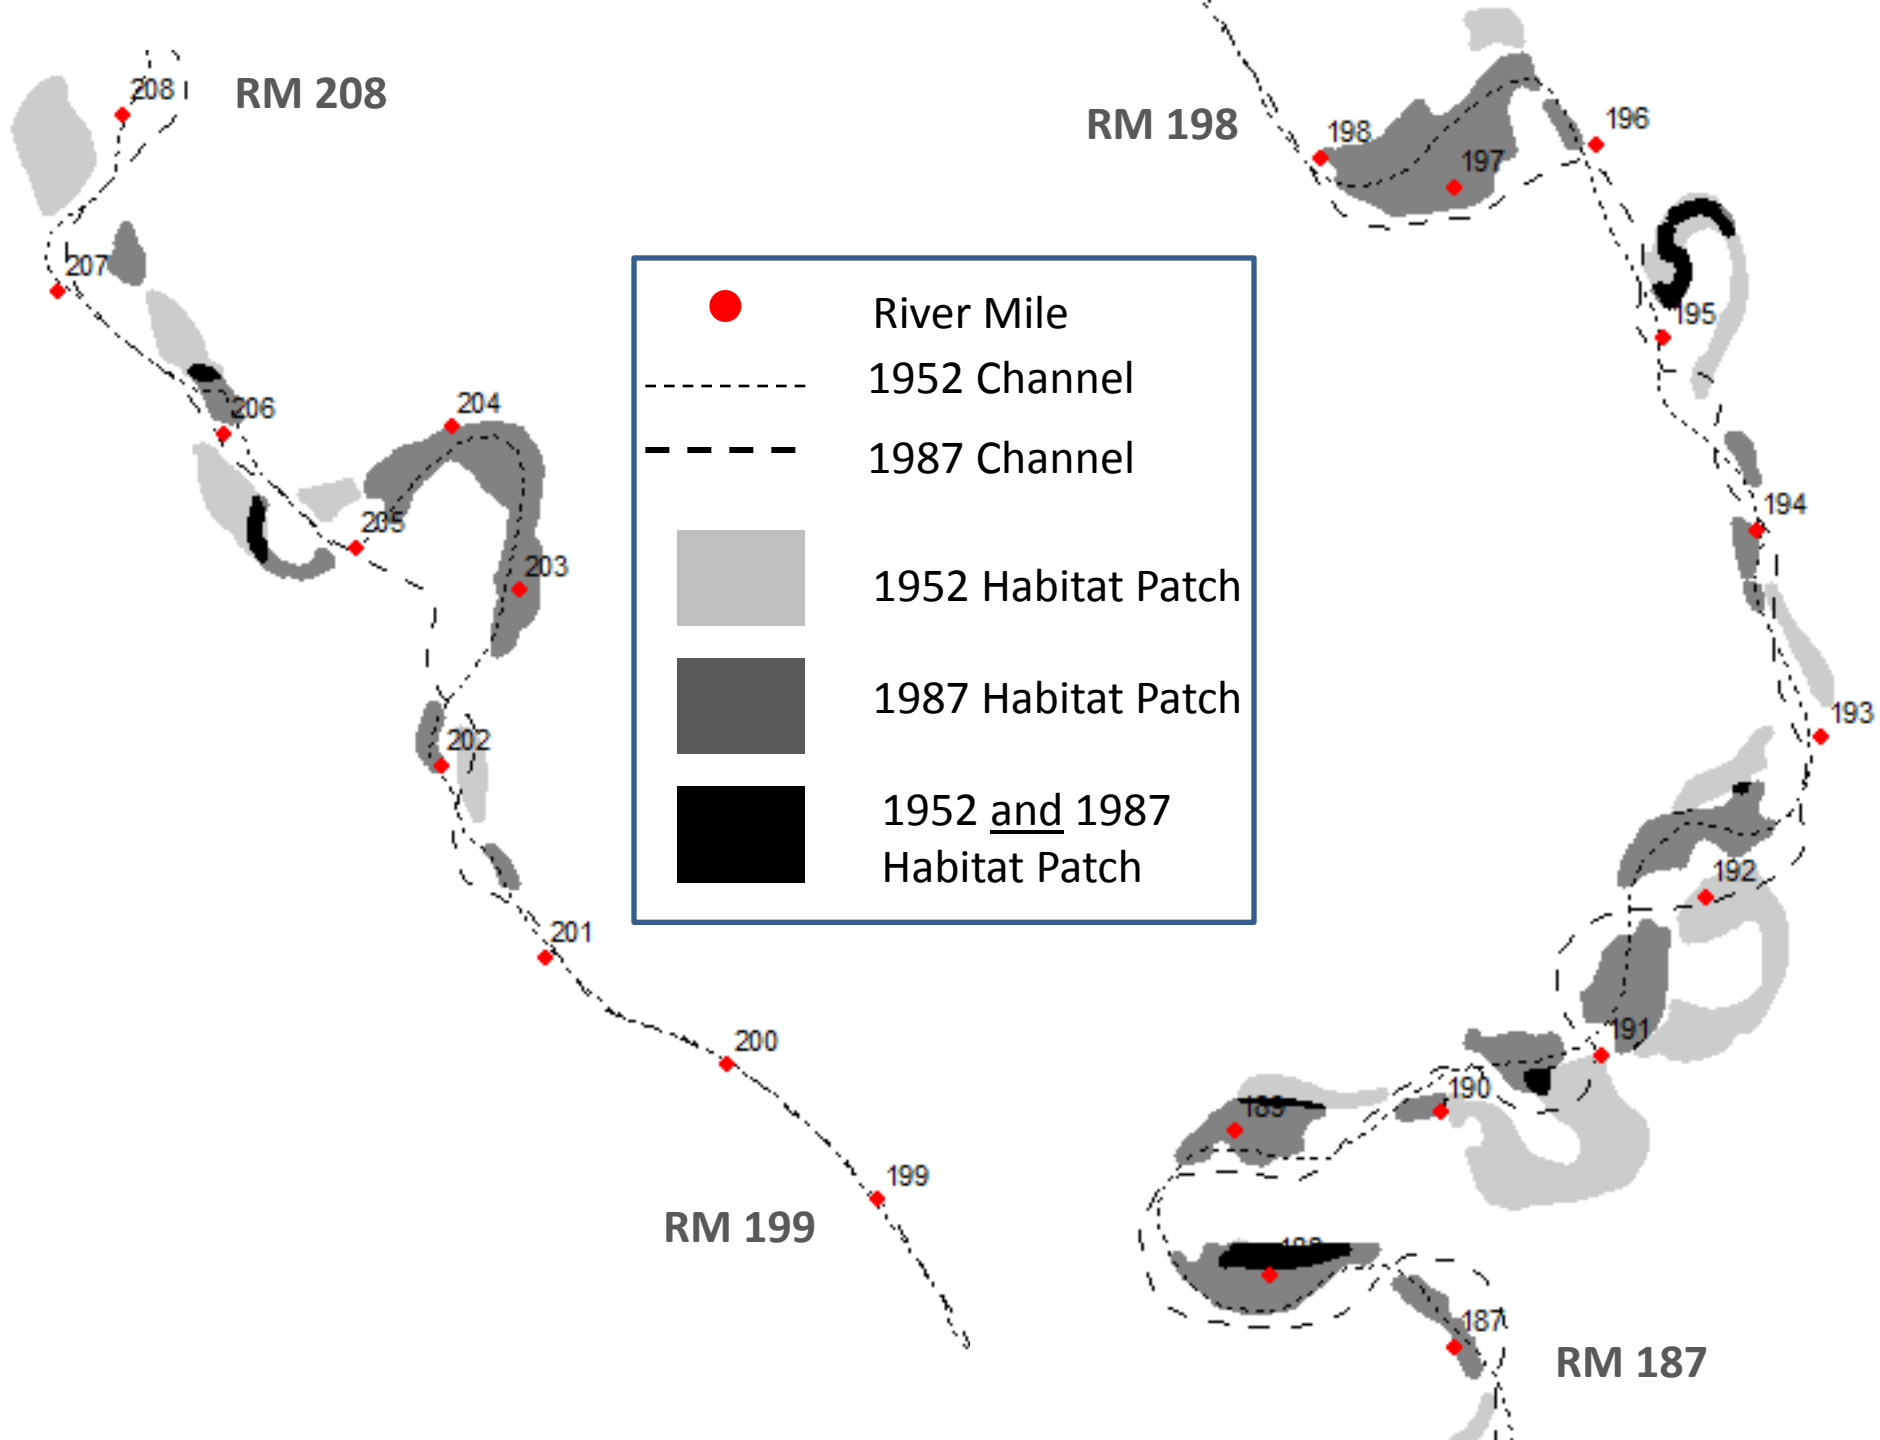 208
RM 208
207
206
204
205
203
202
201
200
199
RM 199
River Mile
1952 Channel
1987 Channel
1952 Habitat Patch
1987 Habitat Patch
1952 and 1987
Habitat Patch
RM 198
198
197
196
195
194
193
192
191
190
189
187
RM 187